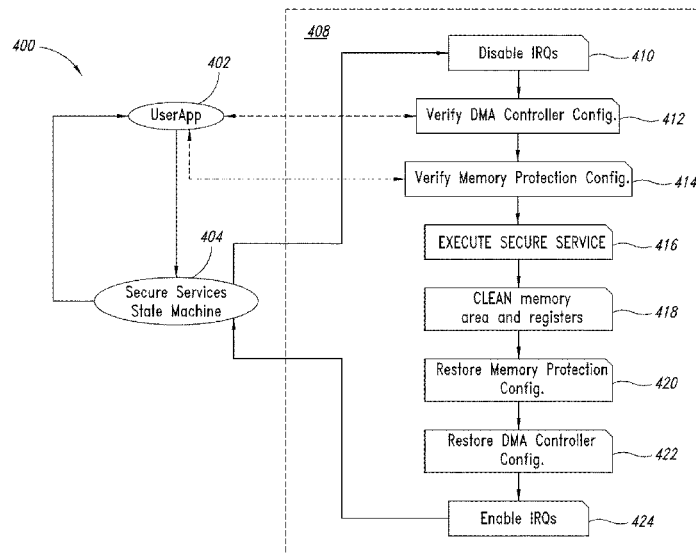 400
402
UserApp
404
Secure Services
State Machine
408
Disable IRQs
410
Verify DMA Controller Config.
412
Verify Memory Protection Config.
414
EXECUTE SECURE SERVICE
416
CLEAN memory
area and registers
418
Restore Memory Protection
Config.
420
Restore DMA Controller
Config.
422
Enable IRQs
424